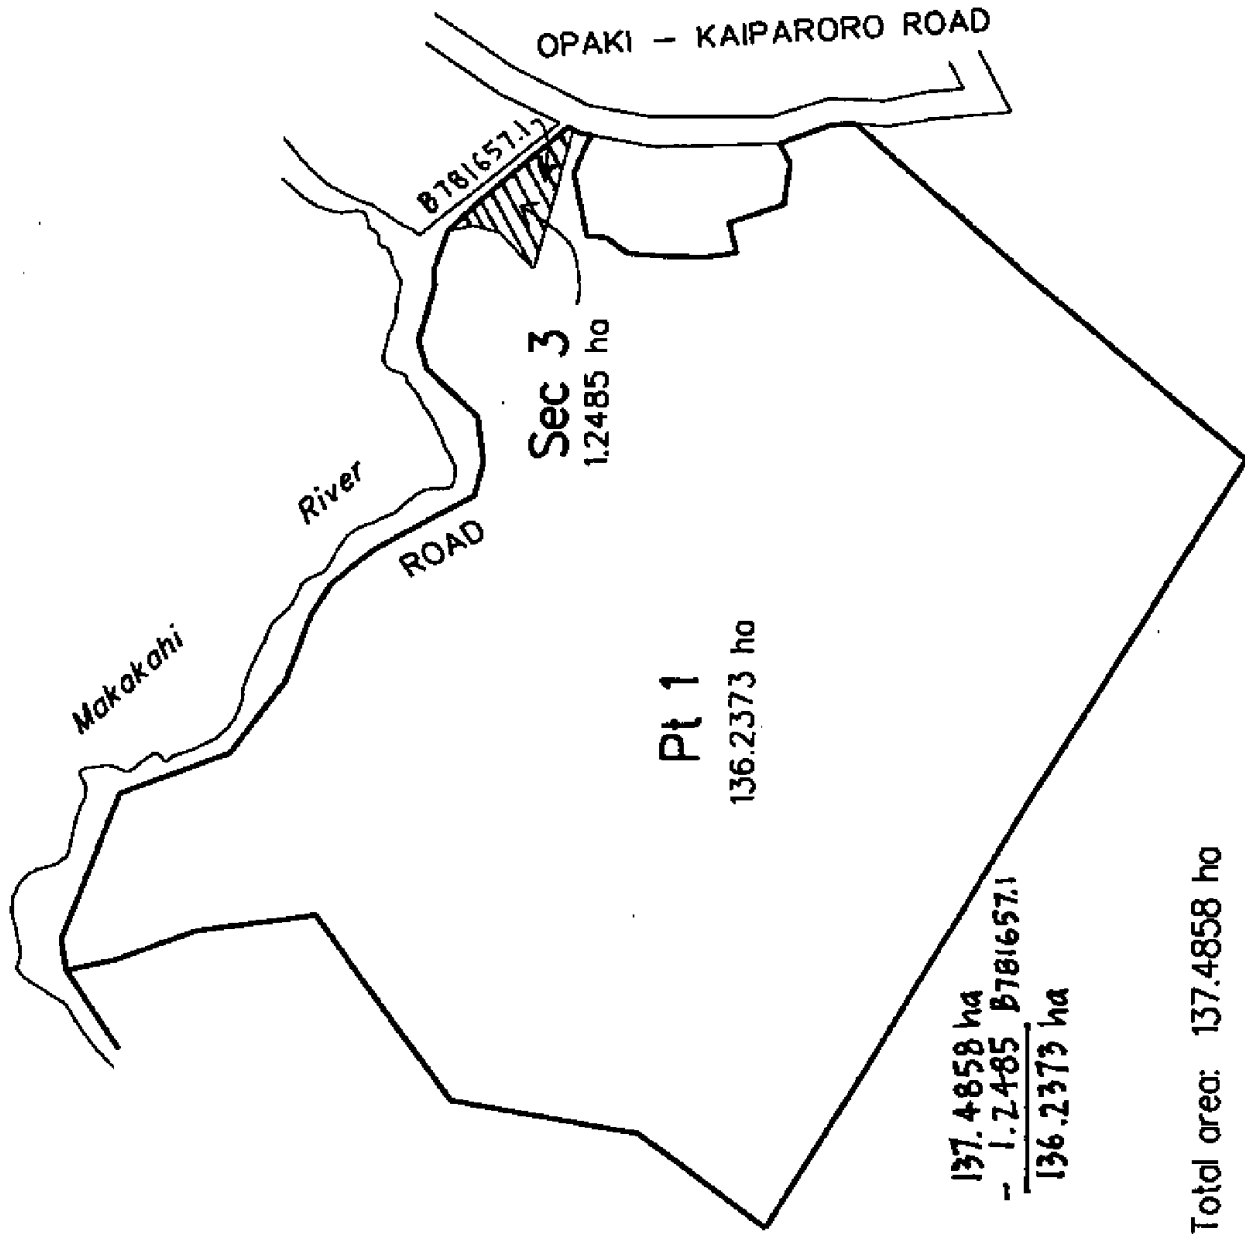 OPAKI - KAIPARORO ROAD
B781657.1
Sec 3
1.2485 ha
River
Makakahi
ROAD
Pt 1
136.2373 ha
137.4858 ha
- 1.2485 B781657.1
136.2373 ha
Total area: 137.4858 ha